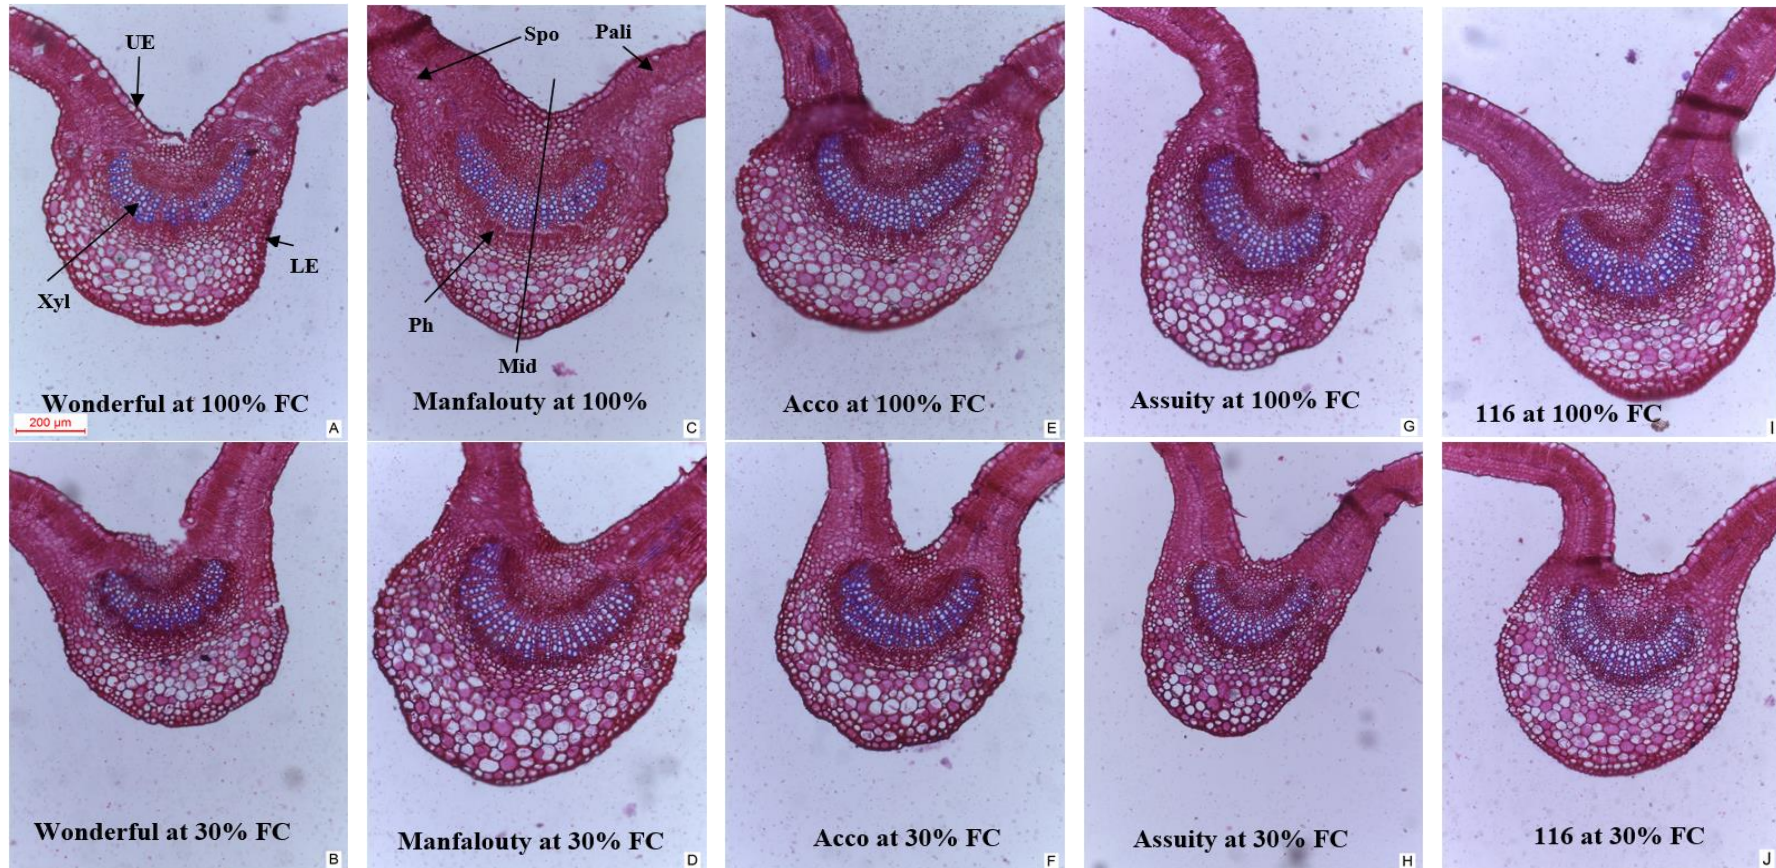 UE
Xyl
LE
Wonderful at 100% FC
200 µm
A
Spo
Pali
Ph
Mid
Manfalouty at 100%
C
Acco at 100% FC
E
Assuity at 100% FC
G
116 at 100% FC
I
Wonderful at 30% FC
B
Manfalouty at 30% FC
D
Acco at 30% FC
F
Assuity at 30% FC
H
116 at 30% FC
J